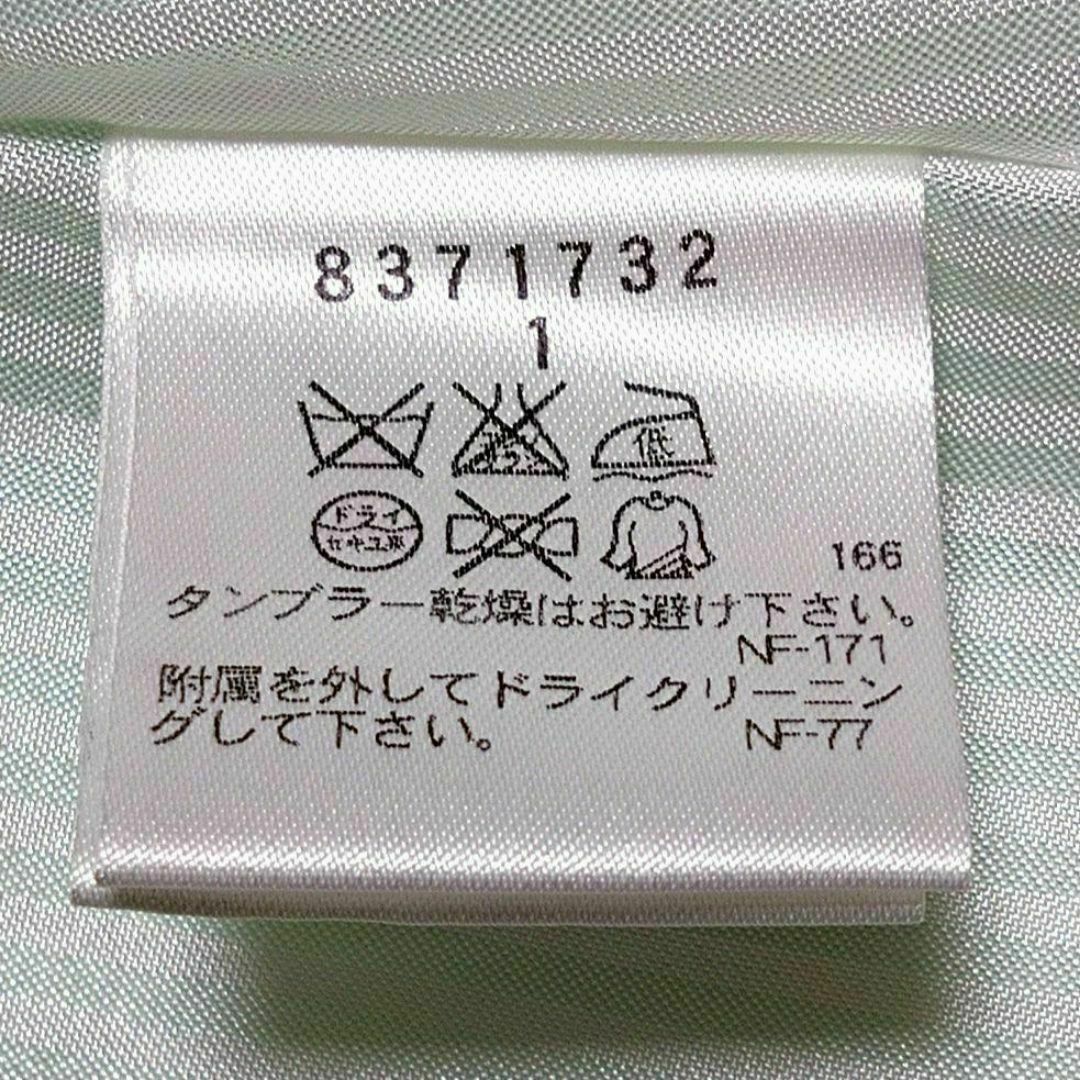 8371732
1
低
ドライ
セキユ系
166
タンブラー乾燥はお避け下さい。
NF-171
附属を外してドライクリーニン
グして下さい。 NF-77